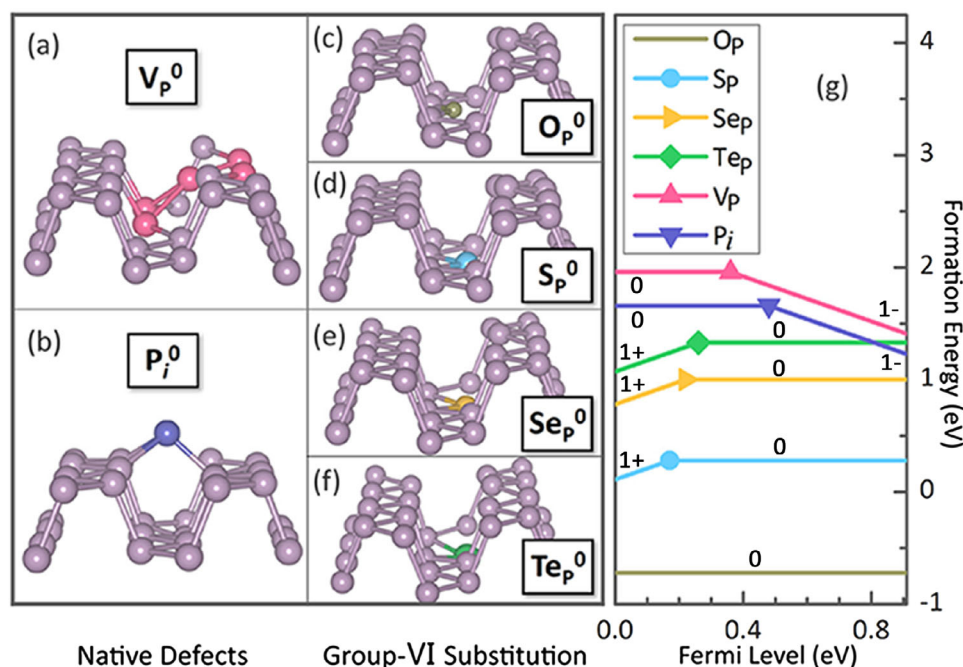 (a)
V_P^0
(b)
P_i^0
Native Defects
(c)
O_P^0
(d)
S_P^0
(e)
Se_P^0
(f)
Te_P^0
Group-VI Substitution
(g)
O_P
S_P
Se_P
Te_P
V_P
P_i
0
1-
0
1-
1+
0
1+
0
1+
0
0
4
3
2
1
0
-1
Formation Energy (eV)
0.0
0.4
0.8
Fermi Level (eV)